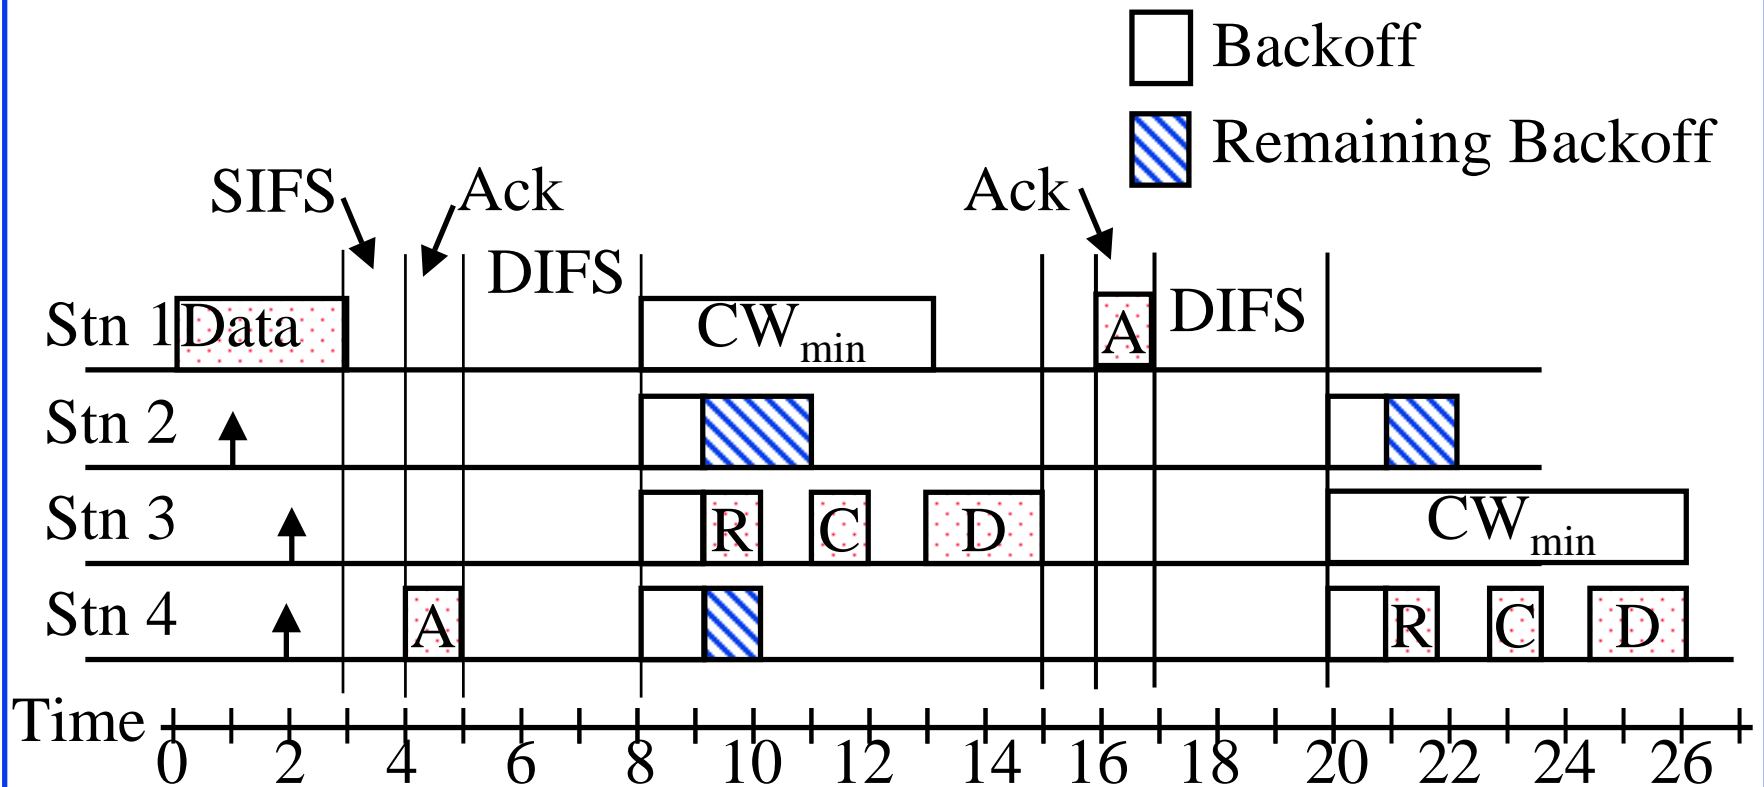 Backoff
Remaining Backoff
SIFS
Ack
Ack
DIFS
Stn 1 Data
CWmin
A
DIFS
Stn 2
Stn 3
R
C
D
CWmin
Stn 4
A
R
C
D
Time
0 2 4 6 8 10 12 14 16 18 20 22 24 26